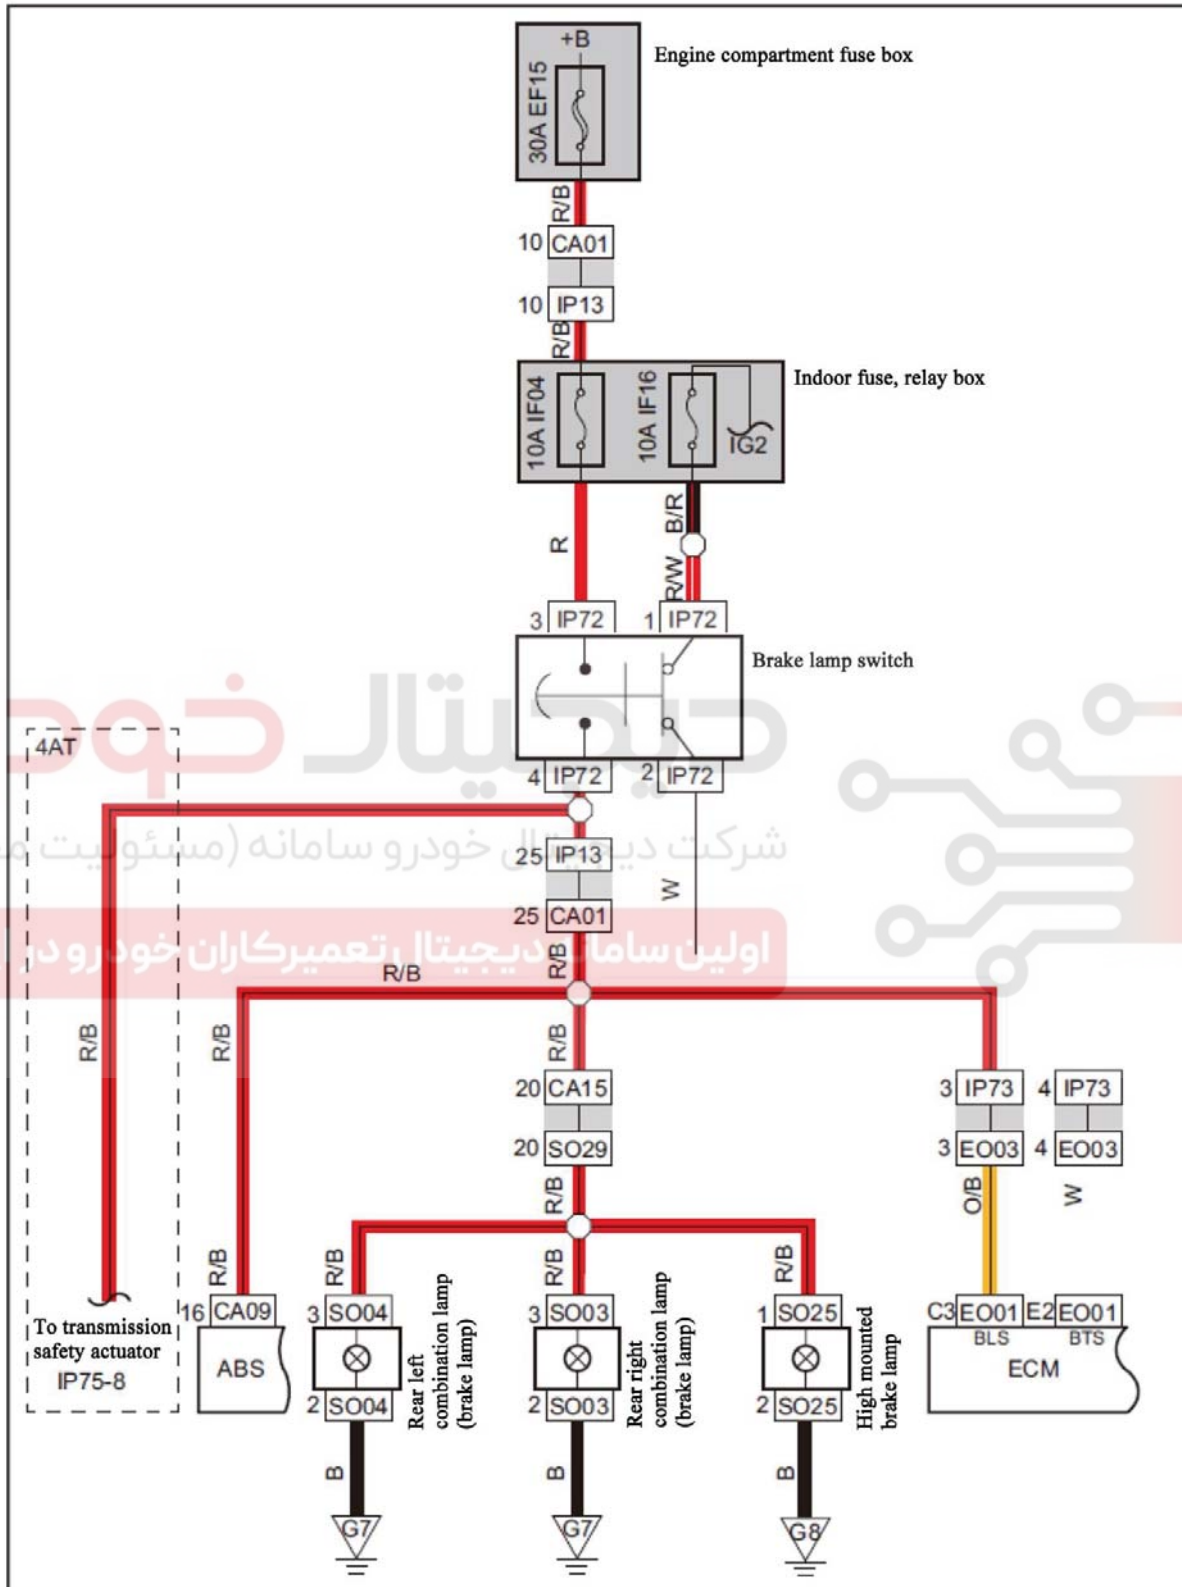 +B
30A EF15
Engine compartment fuse box
R/B
10 CA01
10 IP13
R/B
10A IF04
10A IF16
IG2
Indoor fuse, relay box
R
B/R
R/W
3 IP72
1 IP72
Brake lamp switch
دیجیتال خود
4 IP72
2 IP72
4AT
شرکت دیجیتال خودرو سامانه (مسئولیت
25 IP13
W
25 CA01
اولین سامانه دیجیتال تعمیرکاران خودرو در
R/B
R/B
R/B
R/B
R/B
20 CA15
3 IP73
4 IP73
20 SO29
3 EO03
4 EO03
R/B
O/B
W
R/B
R/B
R/B
R/B
16 CA09
3 SO04
3 SO03
1 SO25
C3 EO01
E2 EO01
BLS
BTS
To transmission
safety actuator
IP75-8
ABS
ECM
Rear left
combination lamp
(brake lamp)
Rear right
combination lamp
(brake lamp)
High mounted
brake lamp
2 SO04
2 SO03
2 SO25
B
B
B
G7
G7
G8